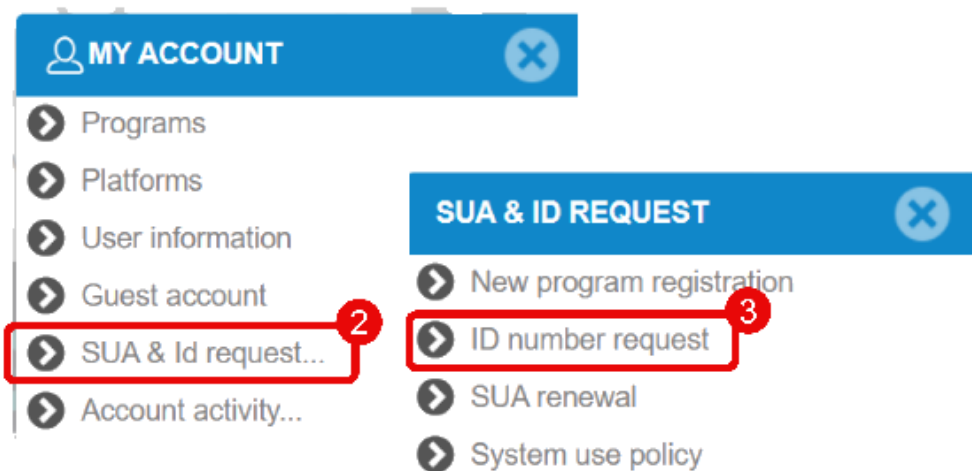 MY ACCOUNT
Programs
Platforms
User information
Guest account
2
SUA & Id request...
Account activity...
SUA & ID REQUEST
New program registration
3
ID number request
SUA renewal
System use policy